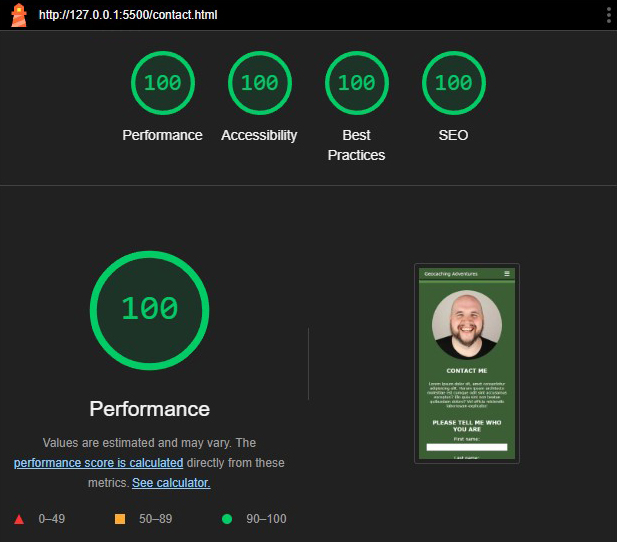 http://127.0.0.1:5500/contact.html
100
100
100
100
Performance
Accessibility
Best
Practices
SEO
100
Performance
Values are estimated and may vary. The
performance score is calculated directly from these
metrics. See calculator.
0–49
50–89
90–100
Geocaching Adventures
CONTACT ME
PLEASE TELL ME WHO
YOU ARE
First name:
Last name: